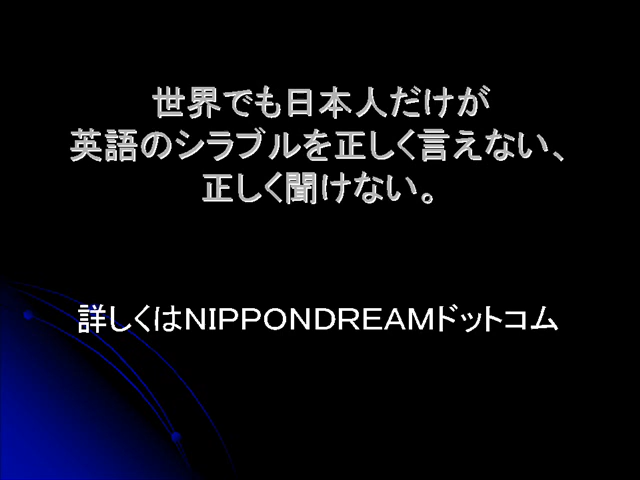 世界でも日本人だけが
英語のシラブルを正しく言えない、
正しく聞けない。
詳しくはNIPPONDREAMドットコム